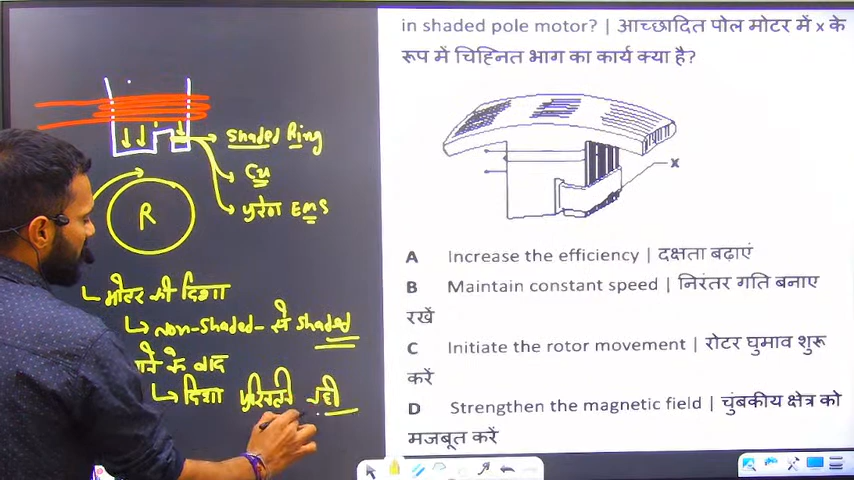 in shaded pole motor? | आच्छादित पोल मोटर में x के
रूप में चिह्नित भाग का कार्य क्या है?
X
A Increase the efficiency | दक्षता बढ़ाएं
B Maintain constant speed | निरंतर गति बनाए
रखें
C Initiate the rotor movement | रोटर घुमाव शुरू
करें
D Strengthen the magnetic field | चुंबकीय क्षेत्र को
मजबूत करें
Shaded Ring
Cu
R
मोटर की दिशा
Non-Shaded - से Shaded
के बाद
दिशा परिवर्तन नही